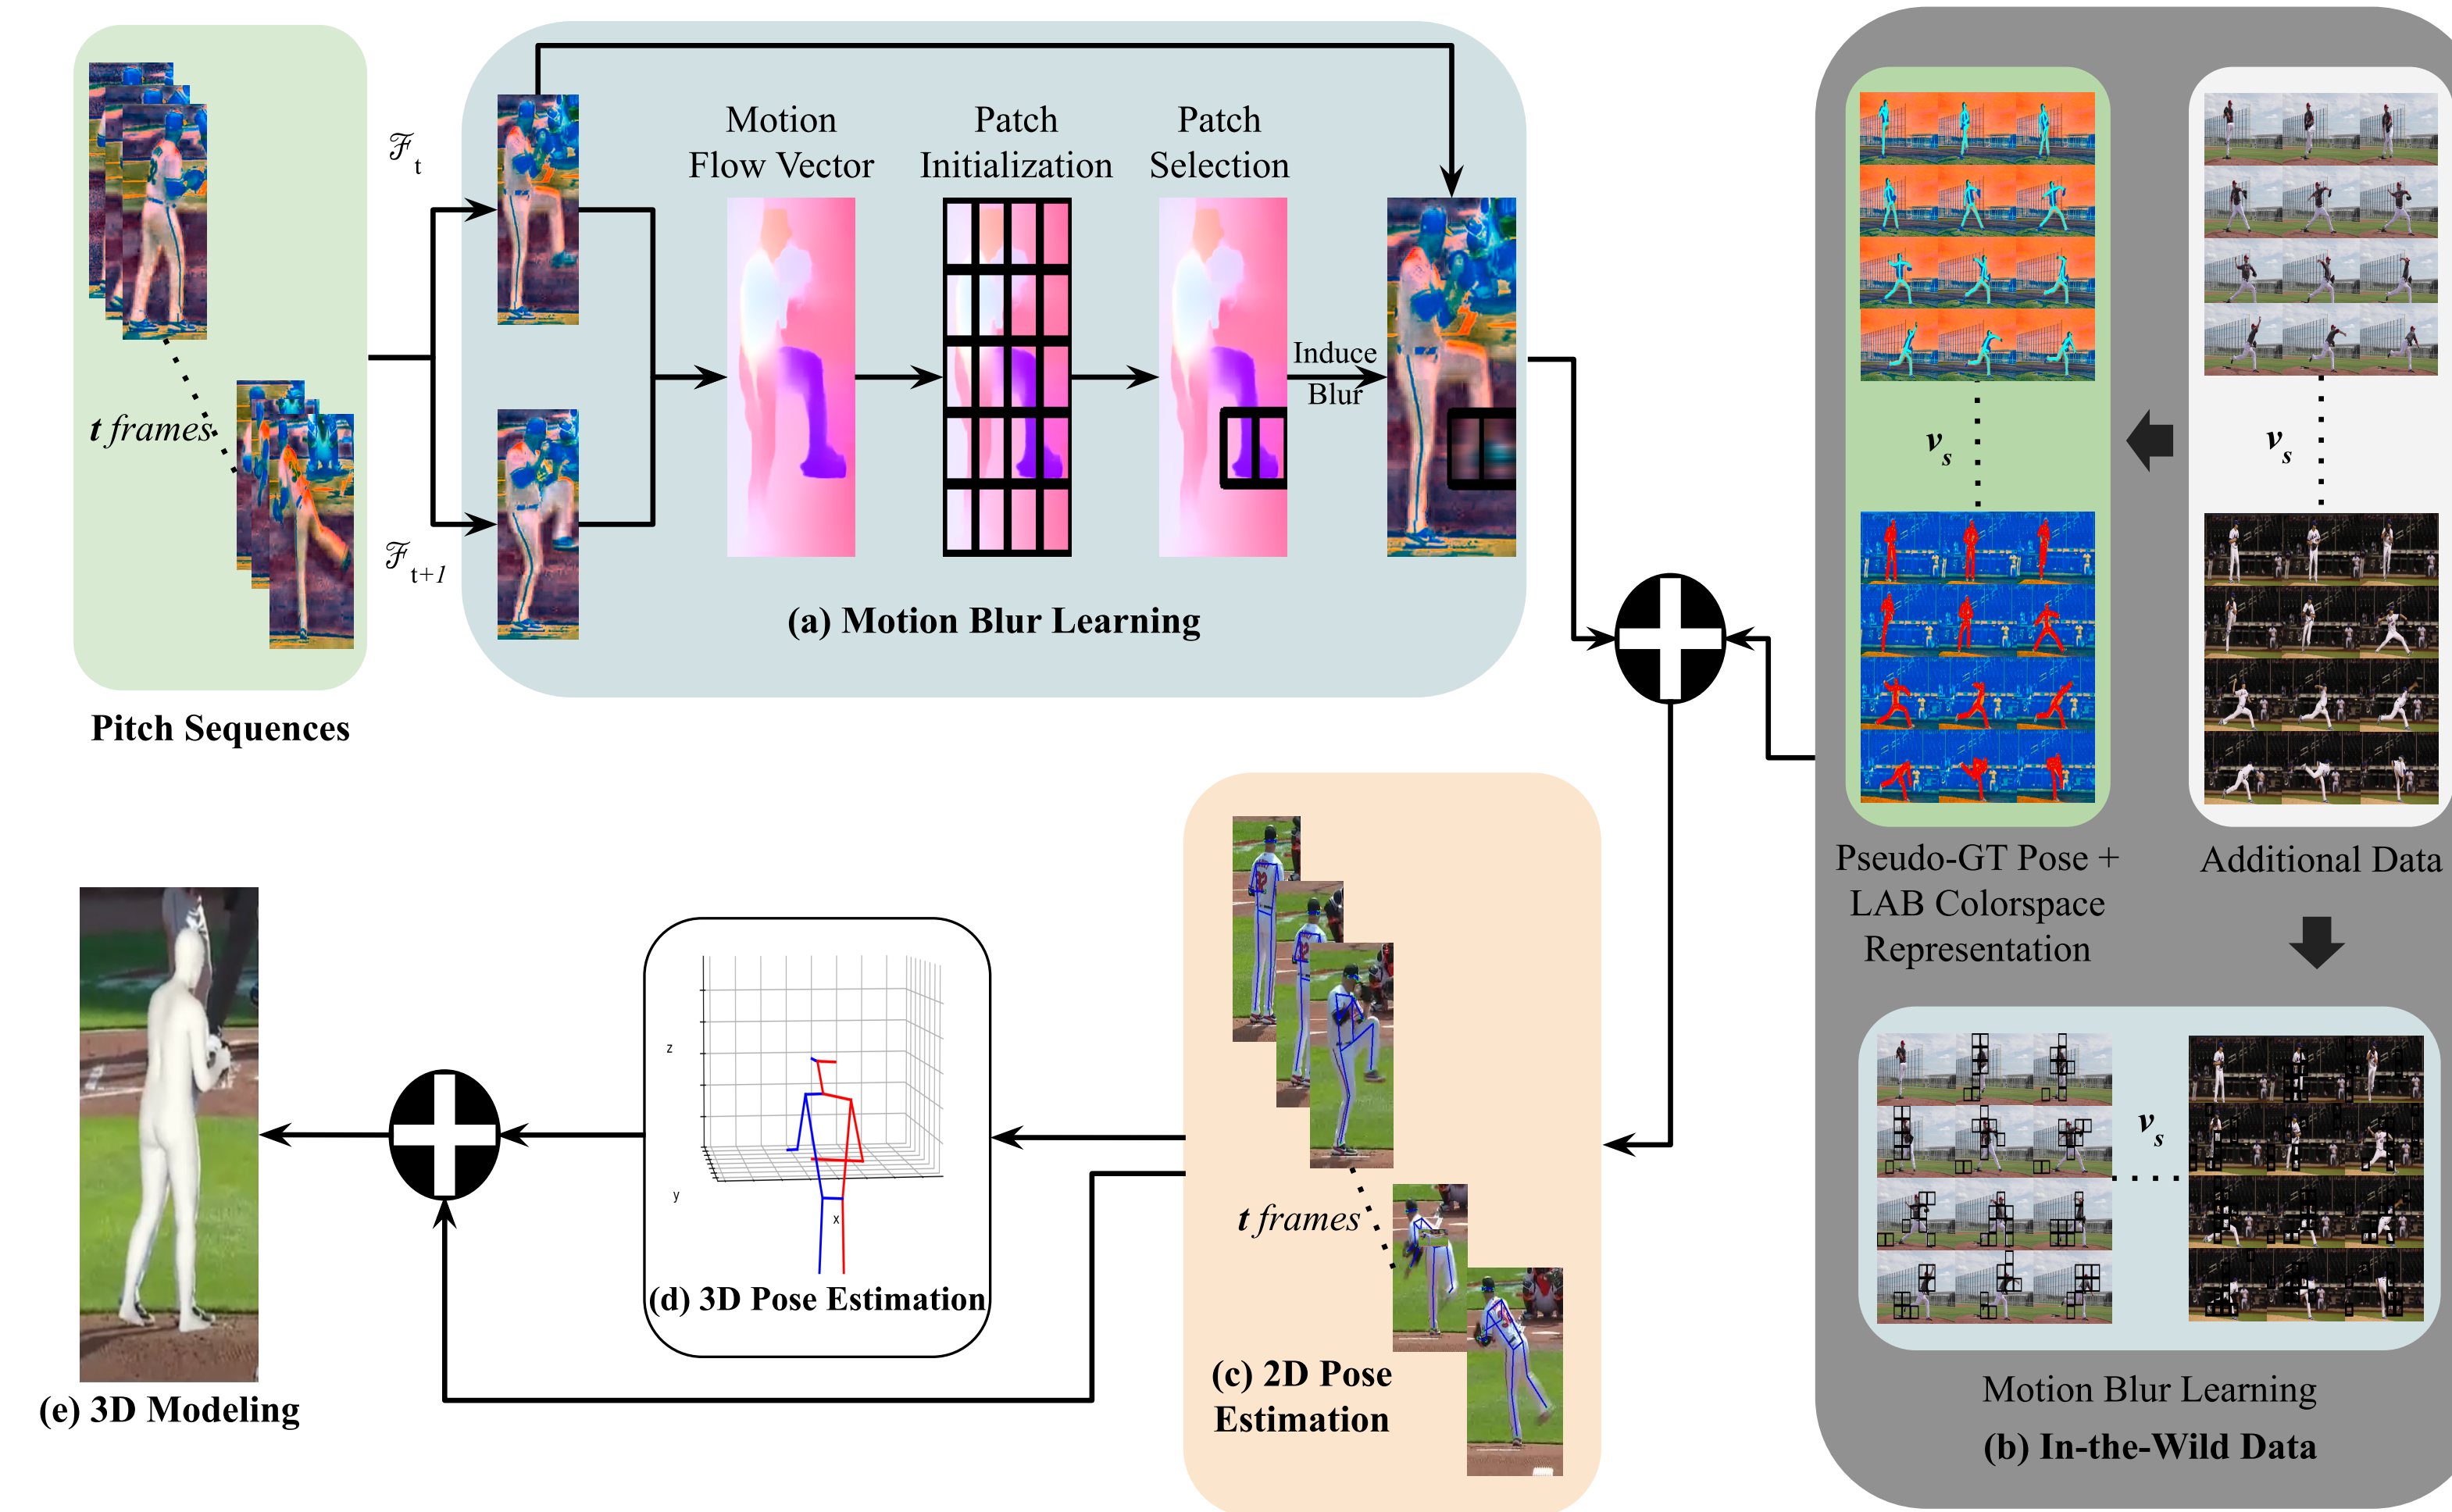 ℱt
Motion
Flow Vector
Patch
Initialization
Patch
Selection
Induce
Blur
t frames
ℱt+1
(a) Motion Blur Learning
Pitch Sequences
vs
vs
Pseudo-GT Pose +
LAB Colorspace
Representation
Additional Data
vs
Motion Blur Learning
(b) In-the-Wild Data
t frames
(c) 2D Pose
Estimation
z
y
x
(d) 3D Pose Estimation
(e) 3D Modeling